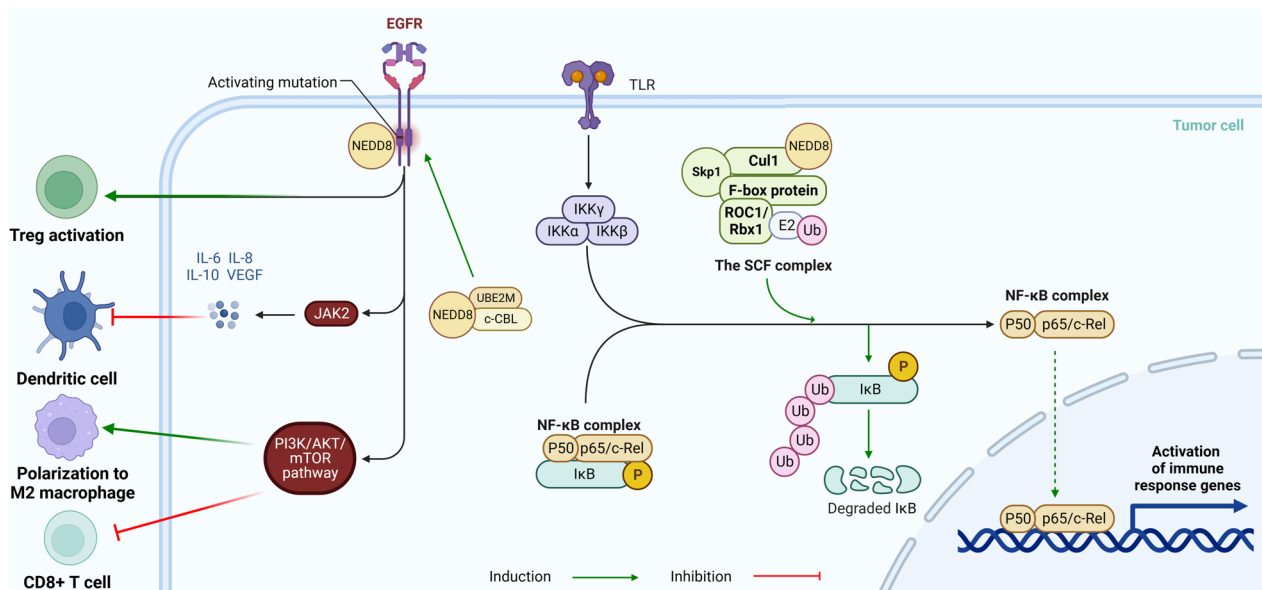 EGFR
Activating mutation
NEDD8
TLR
Tumor cell
Treg activation
IKKγ
IKKα
IKKβ
Skp1
Cul1
NEDD8
F-box protein
ROC1/
Rbx1
E2
Ub
The SCF complex
IL-6 IL-8
IL-10 VEGF
JAK2
NEDD8
UBE2M
c-CBL
Dendritic cell
NF-κB complex
P50
p65/c-Rel
P
IκB
Ub
Ub
Ub
Ub
Degraded IκB
NF-κB complex
P50
p65/c-Rel
IκB
P
PI3K/AKT/
mTOR
pathway
Polarization to
M2 macrophage
CD8+ T cell
Activation
of immune
response genes
P50
p65/c-Rel
Induction
Inhibition